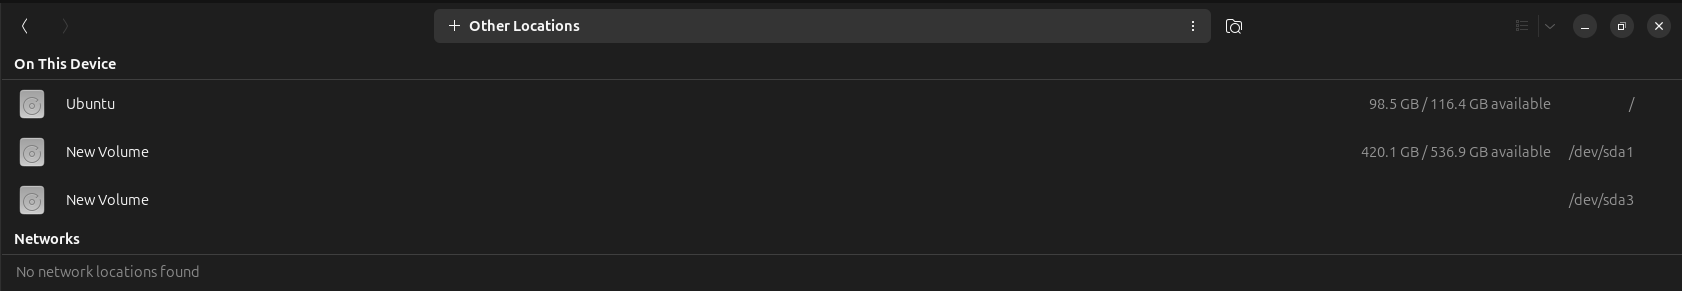 Other Locations
On This Device
Ubuntu 98.5 GB / 116.4 GB available /
New Volume 420.1 GB / 536.9 GB available /dev/sda1
New Volume /dev/sda3
Networks
No network locations found